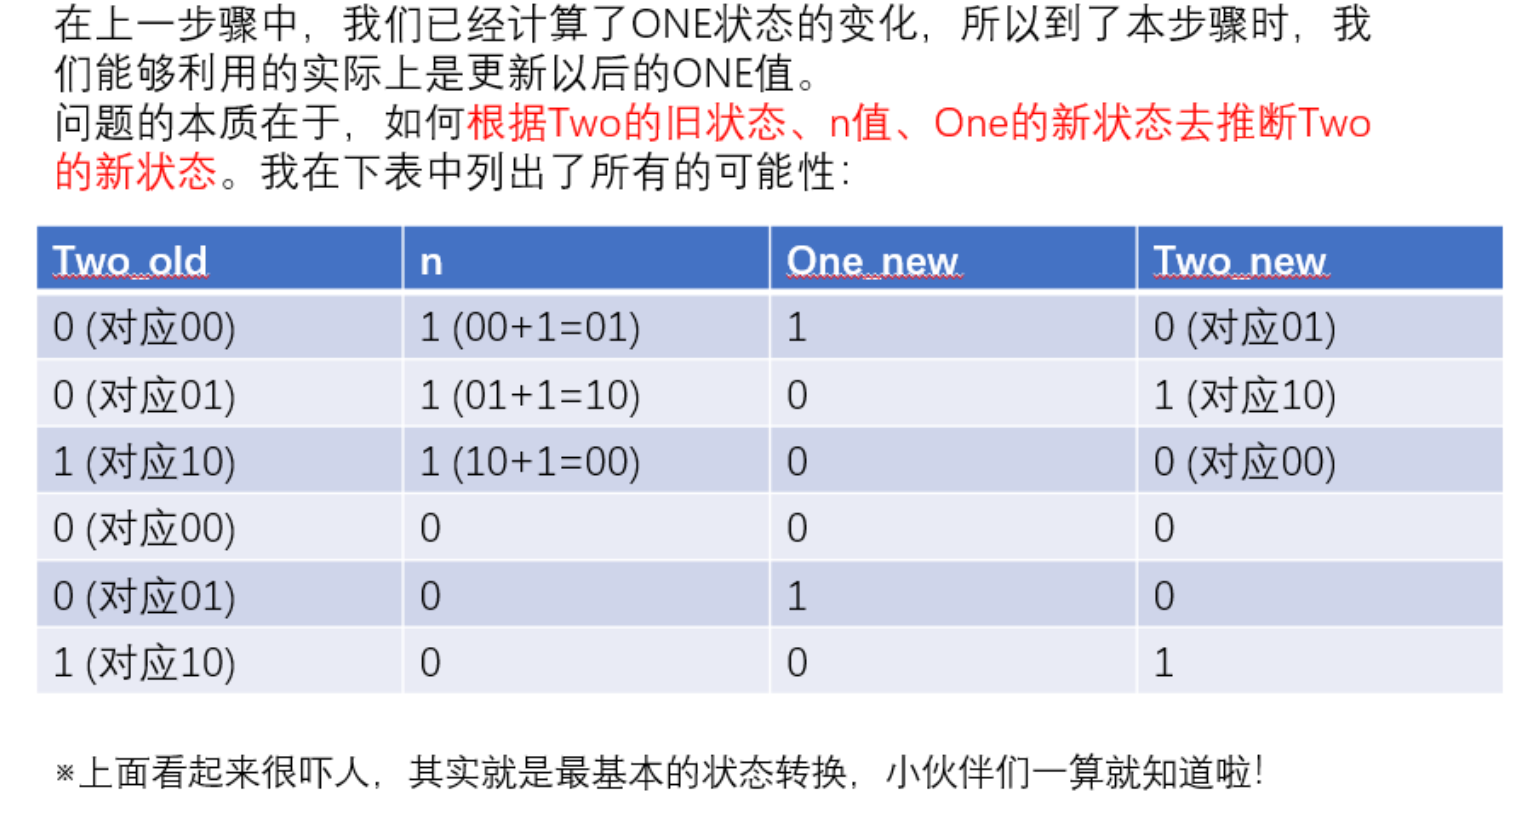 在上一步骤中，我们已经计算了ONE状态的变化，所以到了本步骤时，我
们能够利用的实际上是更新以后的ONE值。
问题的本质在于，如何根据Two的旧状态、n值、One的新状态去推断Two
的新状态。我在下表中列出了所有的可能性：
Two_old n One_new Two_new
0 (对应00) 1 (00+1=01) 1 0 (对应01)
0 (对应01) 1 (01+1=10) 0 1 (对应10)
1 (对应10) 1 (10+1=00) 0 0 (对应00)
0 (对应00) 0 0 0
0 (对应01) 0 1 0
1 (对应10) 0 0 1
※上面看起来很吓人，其实就是最基本的状态转换，小伙伴们一算就知道啦！